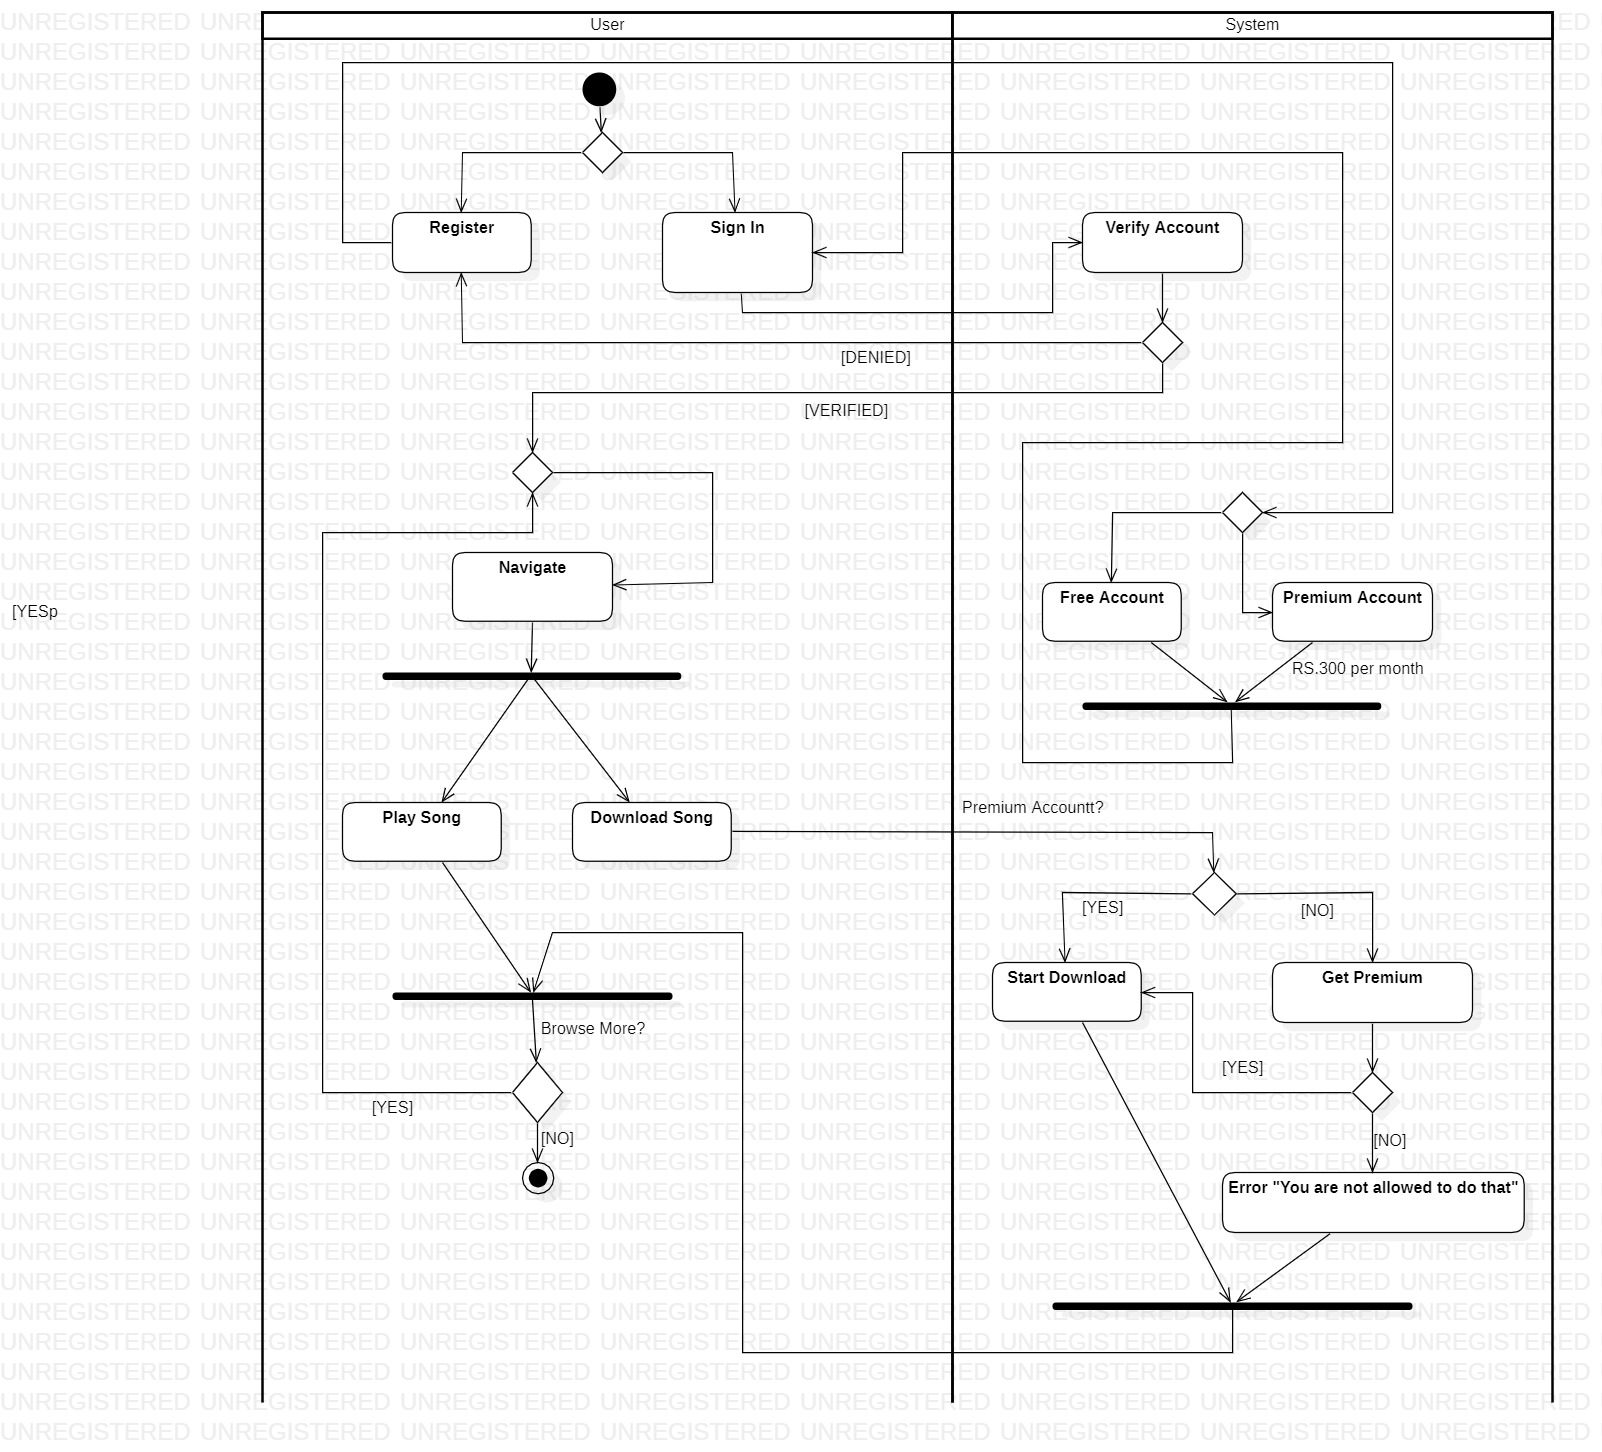 User
System
Register
Sign In
Verify Account
[DENIED]
[VERIFIED]
Navigate
[YESp
Free Account
Premium Account
RS.300 per month
Play Song
Download Song
Premium Accountt?
[YES]
[NO]
Start Download
Get Premium
Browse More?
[YES]
[YES]
[NO]
[NO]
Error "You are not allowed to do that"
UNREGISTERED